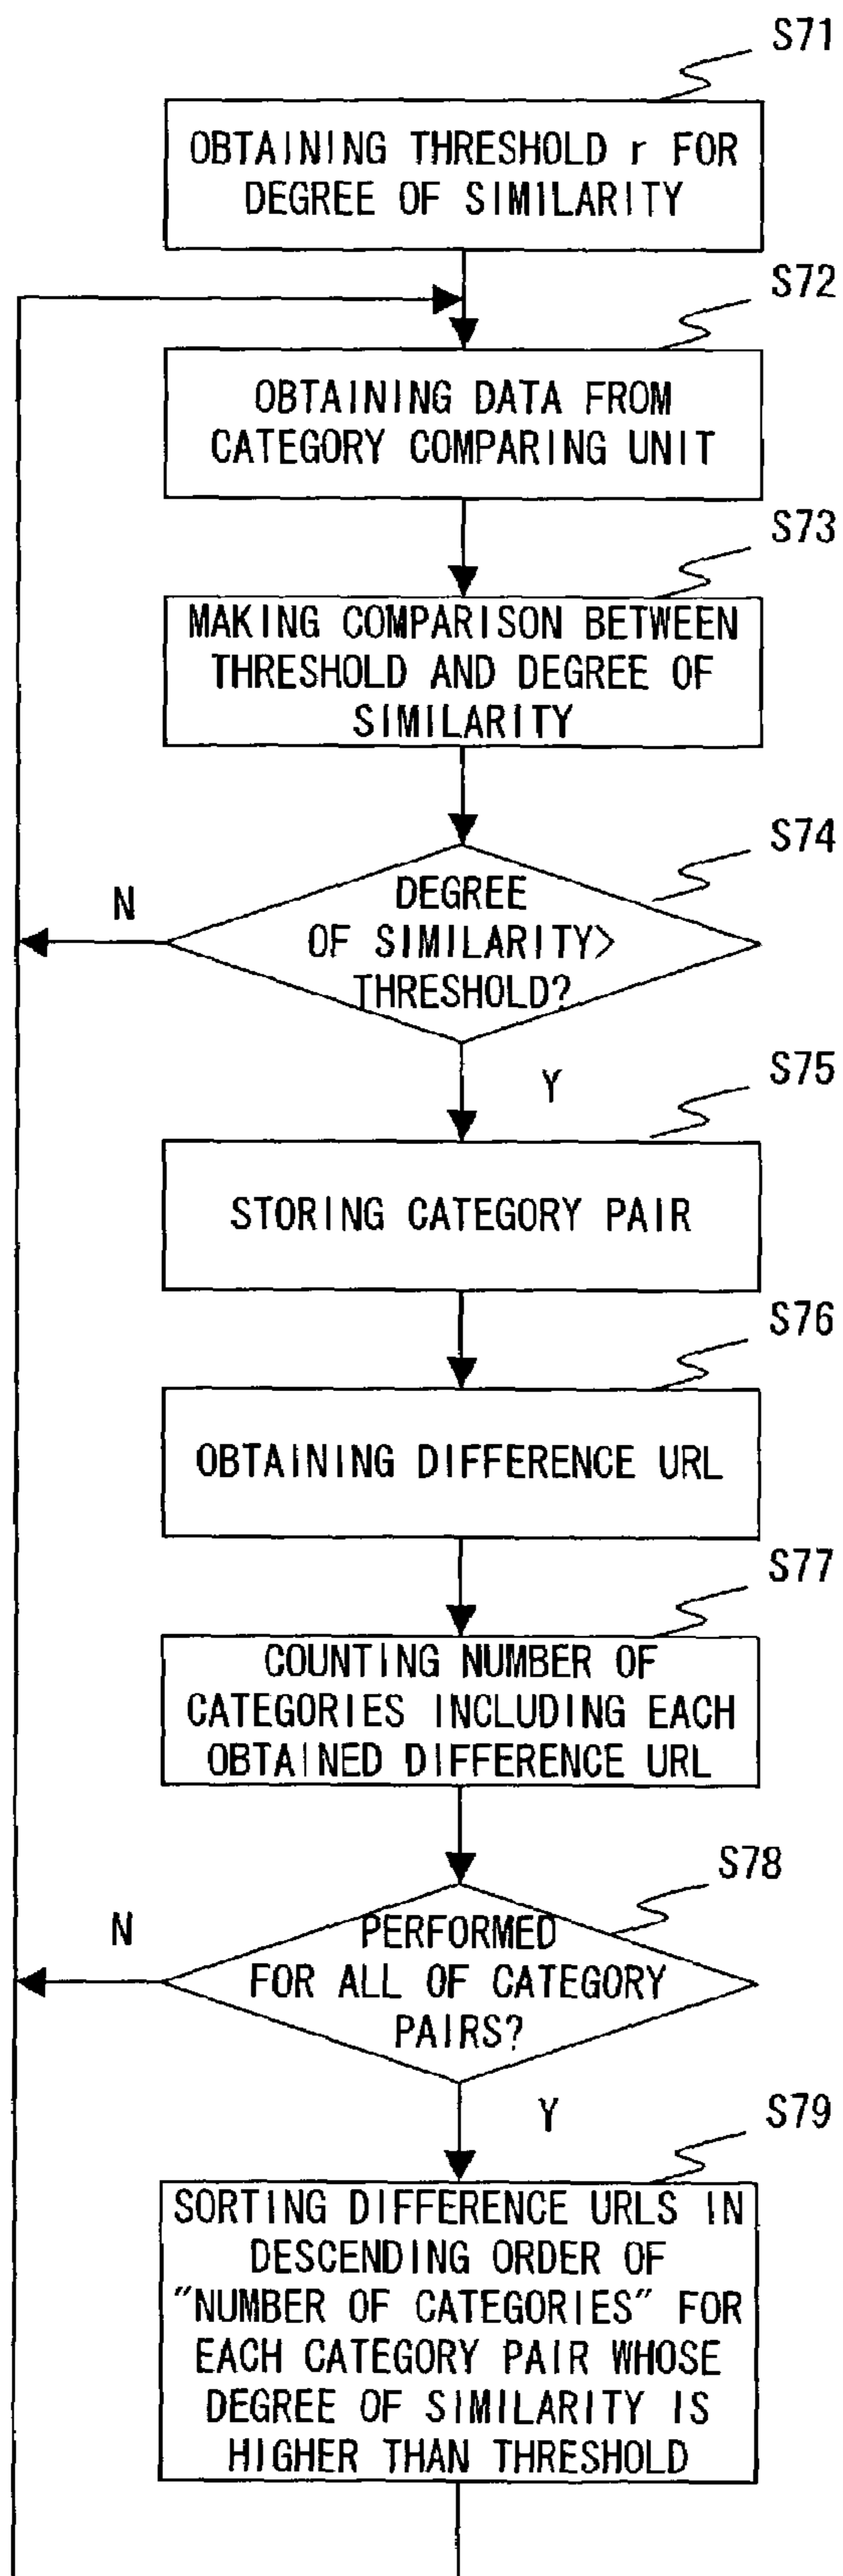 S71
OBTAINING THRESHOLD r FOR
DEGREE OF SIMILARITY
S72
OBTAINING DATA FROM
CATEGORY COMPARING UNIT
S73
MAKING COMPARISON BETWEEN
THRESHOLD AND DEGREE OF
SIMILARITY
S74
N
DEGREE
OF SIMILARITY>
THRESHOLD?
Y
S75
STORING CATEGORY PAIR
S76
OBTAINING DIFFERENCE URL
S77
COUNTING NUMBER OF
CATEGORIES INCLUDING EACH
OBTAINED DIFFERENCE URL
S78
N
PERFORMED
FOR ALL OF CATEGORY
PAIRS?
Y
S79
SORTING DIFFERENCE URLS IN
DESCENDING ORDER OF
"NUMBER OF CATEGORIES" FOR
EACH CATEGORY PAIR WHOSE
DEGREE OF SIMILARITY IS
HIGHER THAN THRESHOLD